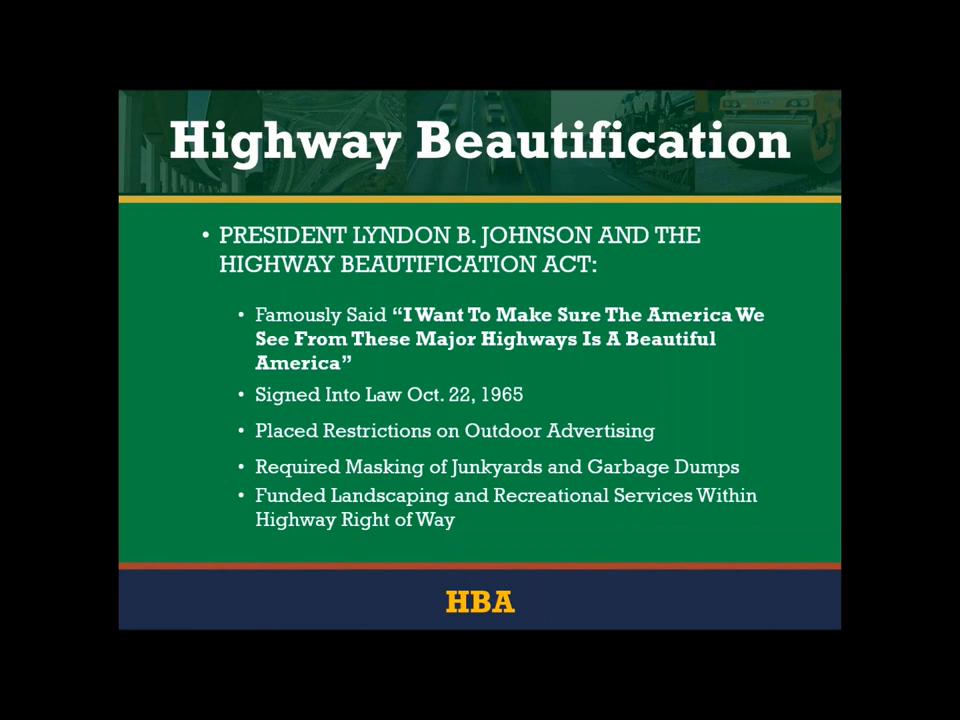 Highway Beautification
• PRESIDENT LYNDON B. JOHNSON AND THE
HIGHWAY BEAUTIFICATION ACT:
• Famously Said “I Want To Make Sure The America We
See From These Major Highways Is A Beautiful
America”
• Signed Into Law Oct. 22, 1965
• Placed Restrictions on Outdoor Advertising
• Required Masking of Junkyards and Garbage Dumps
• Funded Landscaping and Recreational Services Within
Highway Right of Way
HBA